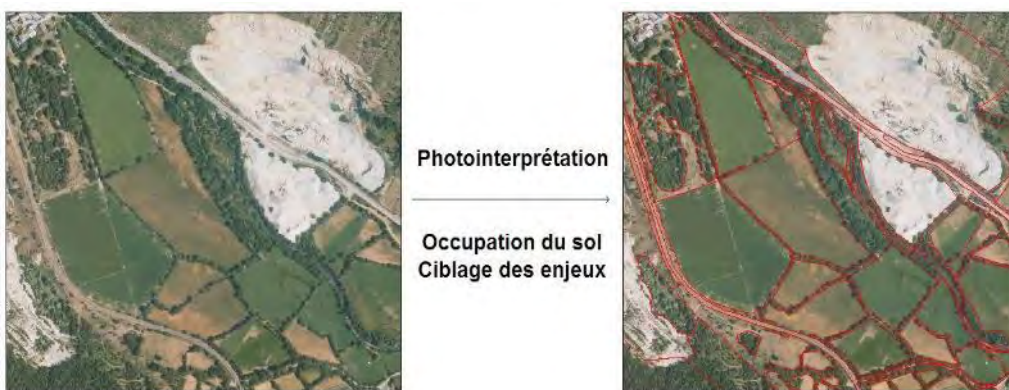 Photointerprétation
Occupation du sol
Ciblage des enjeux